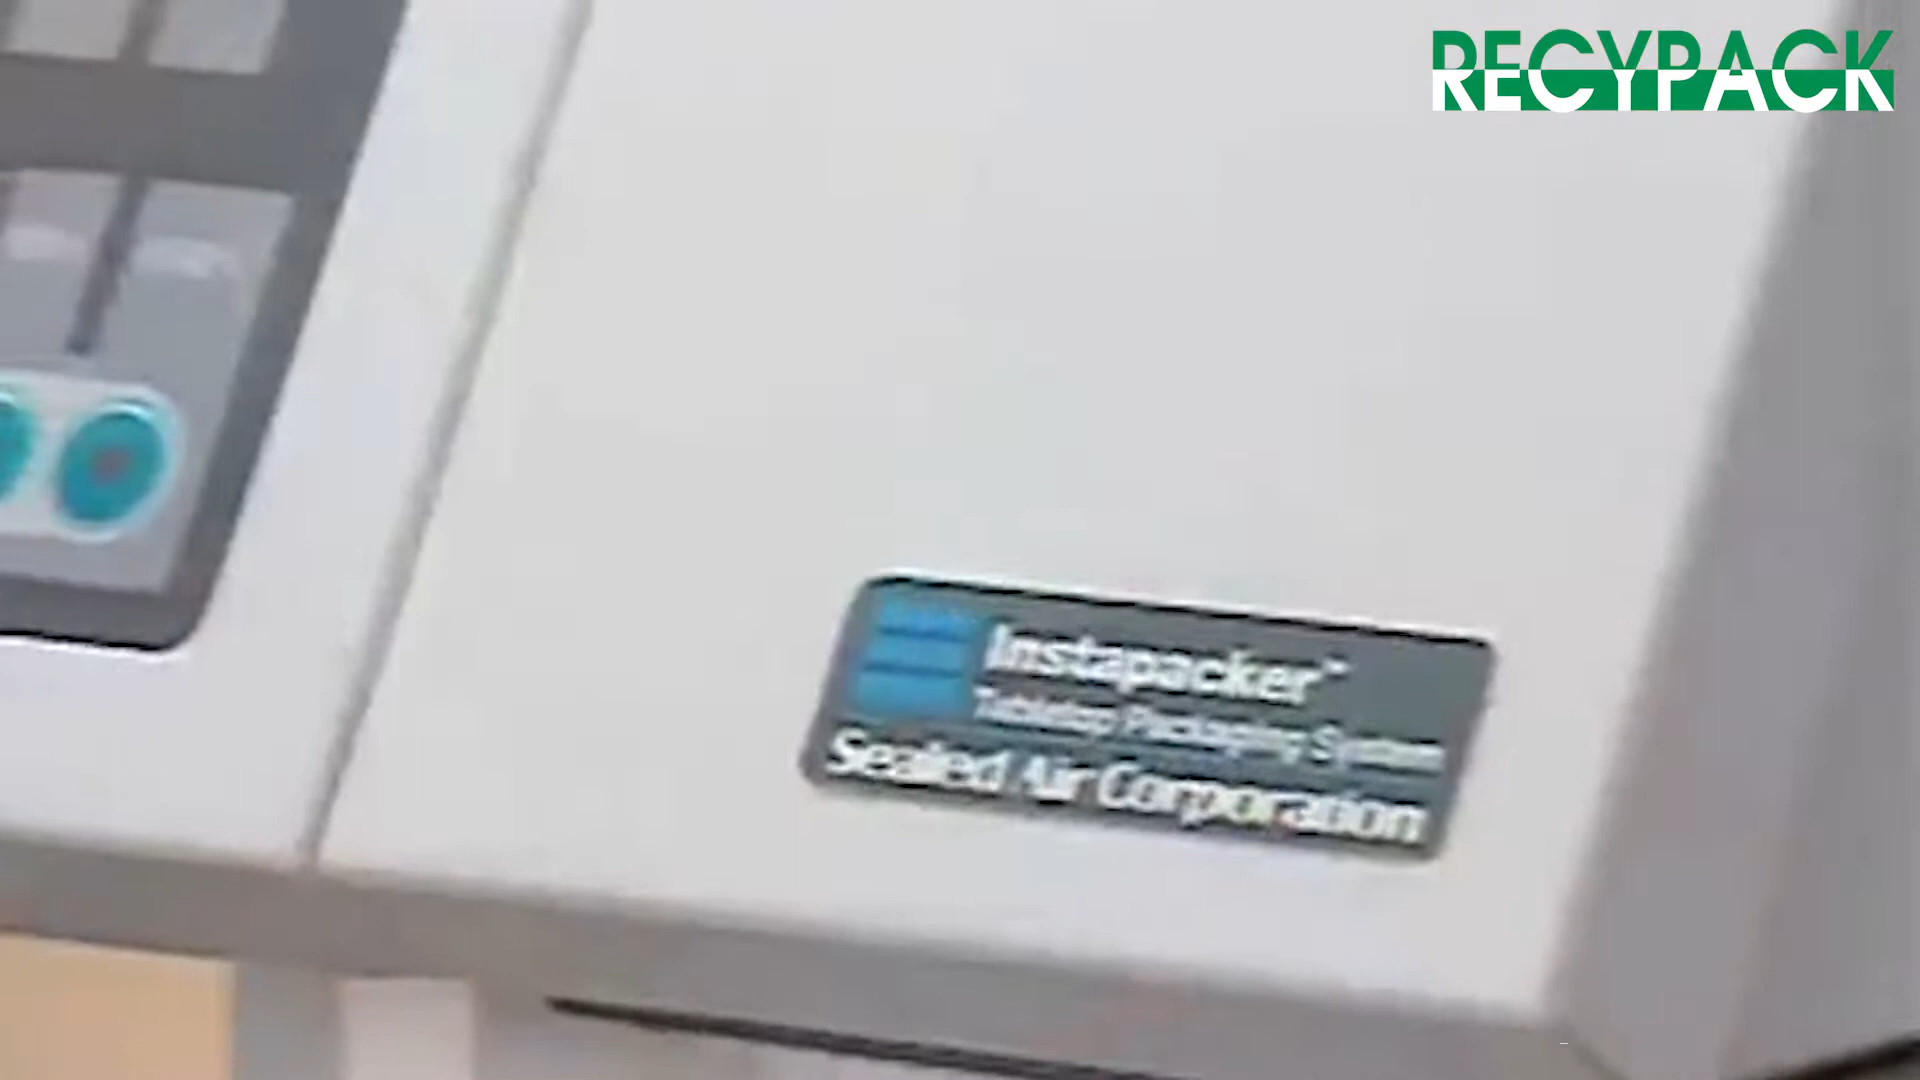 RECYPACK
Instapacker™
Tabletop Packaging System
Sealed Air Corporation